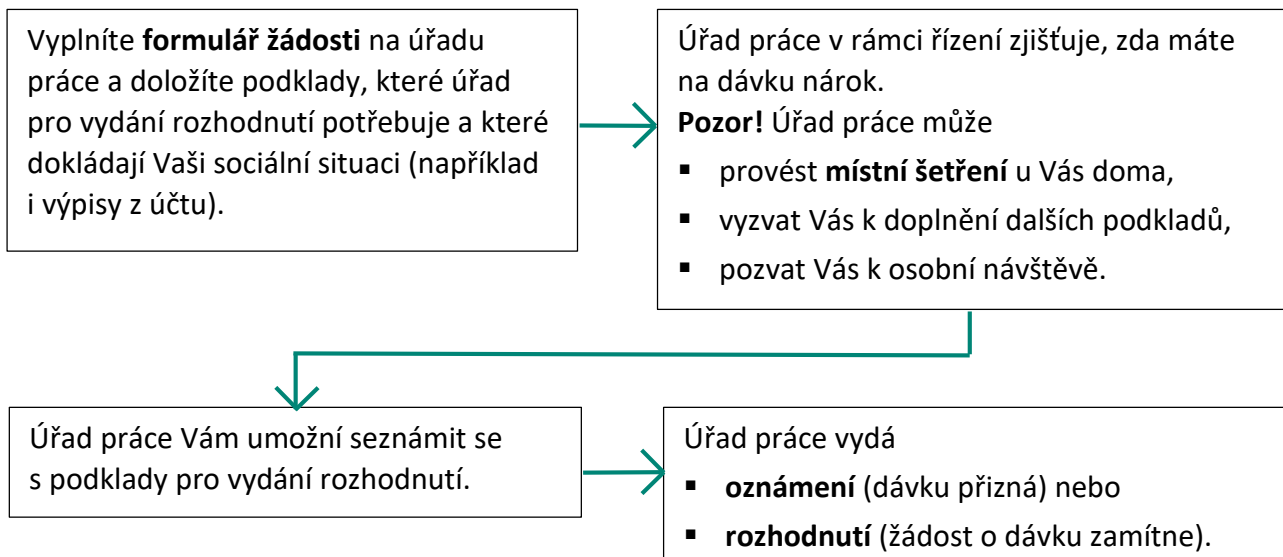 Vyplníte formulář žádosti na úřadu
práce a doložíte podklady, které úřad
pro vydání rozhodnutí potřebuje a které
dokládají Vaši sociální situaci (například
i výpisy z účtu).
Úřad práce v rámci řízení zjišťuje, zda máte
na dávku nárok.
Pozor! Úřad práce může
▪ provést místní šetření u Vás doma,
▪ vyzvat Vás k doplnění dalších podkladů,
▪ pozvat Vás k osobní návštěvě.
Úřad práce Vám umožní seznámit se
s podklady pro vydání rozhodnutí.
Úřad práce vydá
▪ oznámení (dávku přizná) nebo
▪ rozhodnutí (žádost o dávku zamítne).